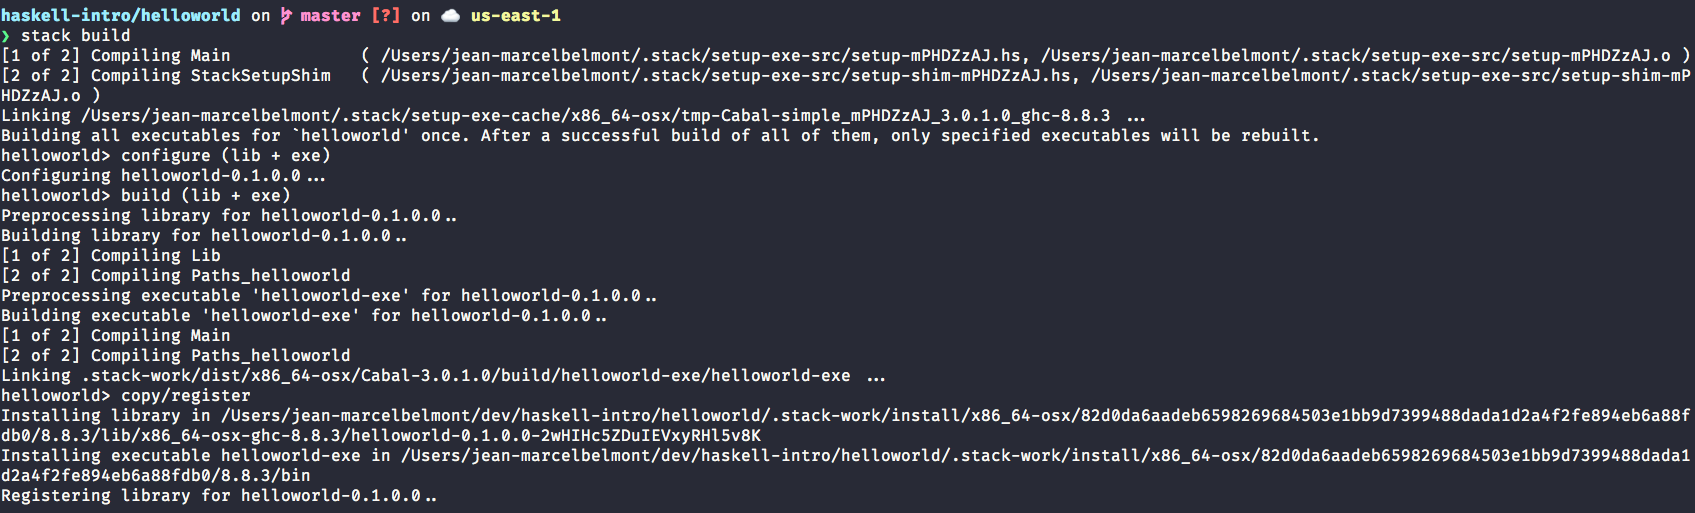 haskell-intro/helloworld on master [?] on ☁️ us-east-1
❯ stack build
[1 of 2] Compiling Main             ( /Users/jean-marcelbelmont/.stack/setup-exe-src/setup-mPHDZzAJ.hs, /Users/jean-marcelbelmont/.stack/setup-exe-src/setup-mPHDZzAJ.o )
[2 of 2] Compiling StackSetupShim   ( /Users/jean-marcelbelmont/.stack/setup-exe-src/setup-shim-mPHDZzAJ.hs, /Users/jean-marcelbelmont/.stack/setup-exe-src/setup-shim-mP
HDZzAJ.o )
Linking /Users/jean-marcelbelmont/.stack/setup-exe-cache/x86_64-osx/tmp-Cabal-simple_mPHDZzAJ_3.0.1.0_ghc-8.8.3 ...
Building all executables for `helloworld' once. After a successful build of all of them, only specified executables will be rebuilt.
helloworld> configure (lib + exe)
Configuring helloworld-0.1.0.0...
helloworld> build (lib + exe)
Preprocessing library for helloworld-0.1.0.0..
Building library for helloworld-0.1.0.0..
[1 of 2] Compiling Lib
[2 of 2] Compiling Paths_helloworld
Preprocessing executable 'helloworld-exe' for helloworld-0.1.0.0..
Building executable 'helloworld-exe' for helloworld-0.1.0.0..
[1 of 2] Compiling Main
[2 of 2] Compiling Paths_helloworld
Linking .stack-work/dist/x86_64-osx/Cabal-3.0.1.0/build/helloworld-exe/helloworld-exe ...
helloworld> copy/register
Installing library in /Users/jean-marcelbelmont/dev/haskell-intro/helloworld/.stack-work/install/x86_64-osx/82d0da6aadeb6598269684503e1bb9d7399488dada1d2a4f2fe894eb6a88f
db0/8.8.3/lib/x86_64-osx-ghc-8.8.3/helloworld-0.1.0.0-2wHIHc5ZDuIEVxyRHl5v8K
Installing executable helloworld-exe in /Users/jean-marcelbelmont/dev/haskell-intro/helloworld/.stack-work/install/x86_64-osx/82d0da6aadeb6598269684503e1bb9d7399488dada1
d2a4f2fe894eb6a88fdb0/8.8.3/bin
Registering library for helloworld-0.1.0.0..